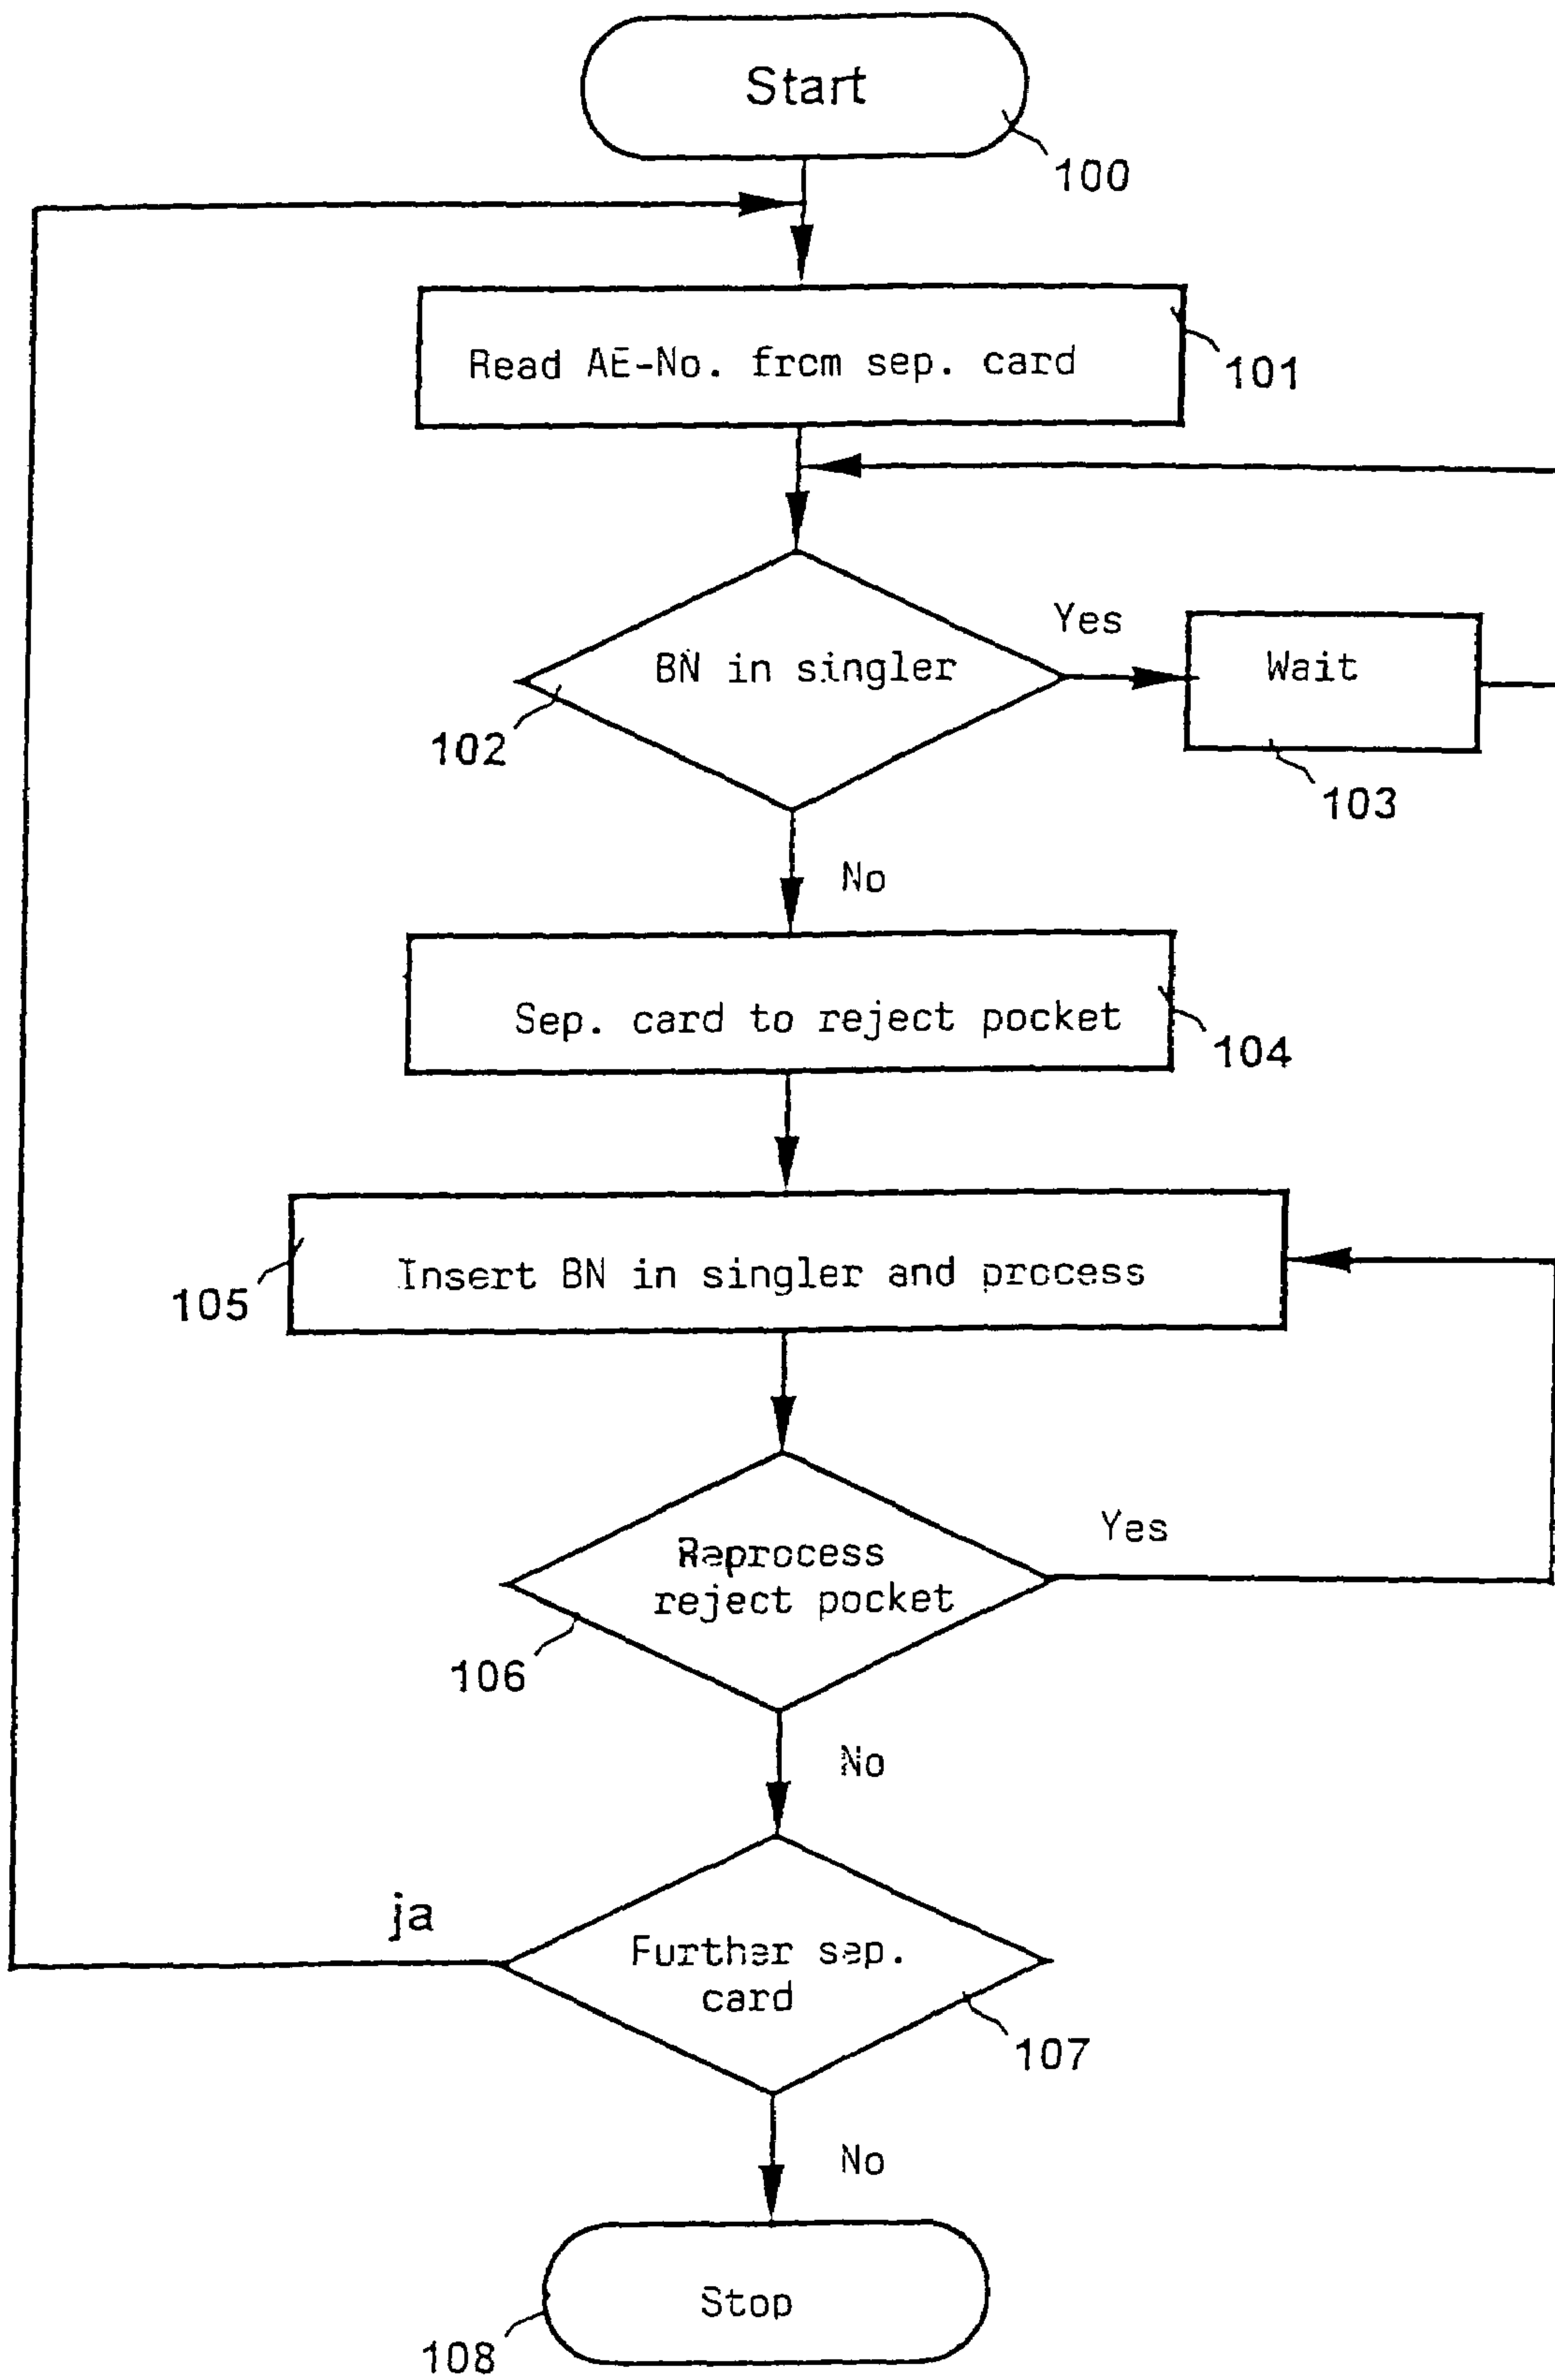 Start
100
Read AE-No. from sep. card
101
BN in singler
102
Yes
Wait
103
No
Sep. card to reject pocket
104
Insert BN in singler and process
105
Reprocess
reject pocket
106
Yes
No
ja
Further sep.
card
107
No
Stop
108